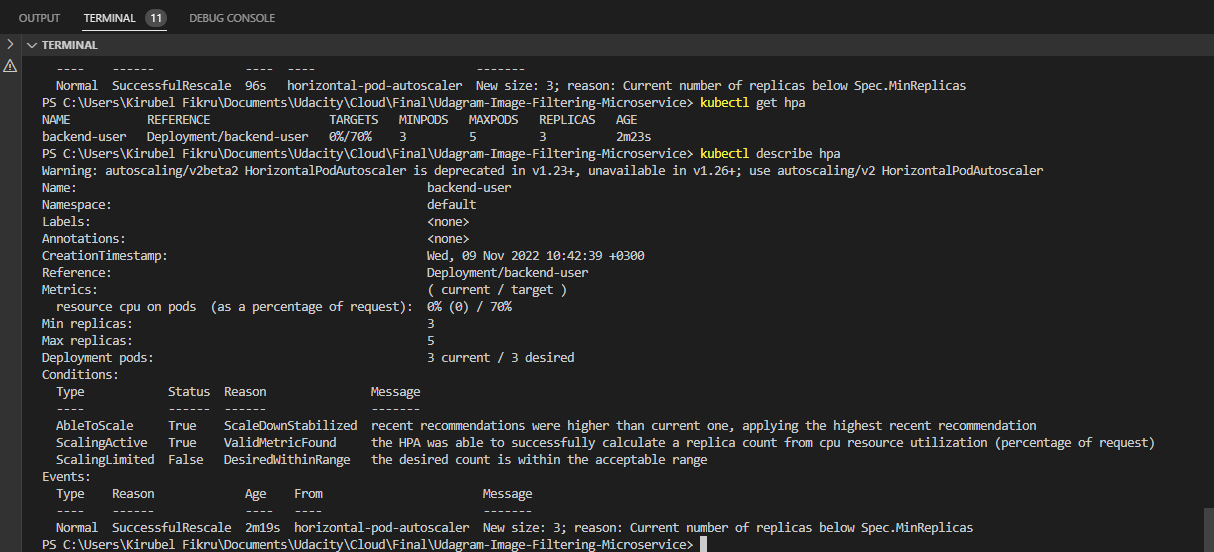 OUTPUT TERMINAL 11 DEBUG CONSOLE
TERMINAL
---- ------ ---- ---- -------
Normal SuccessfulRescale 96s horizontal-pod-autoscaler New size: 3; reason: Current number of replicas below Spec.MinReplicas
PS C:\Users\Kirubel Fikru\Documents\Udacity\Cloud\Final\Udagram-Image-Filtering-Microservice> kubectl get hpa
NAME REFERENCE TARGETS MINPODS MAXPODS REPLICAS AGE
backend-user Deployment/backend-user 0%/70% 3 5 3 2m23s
PS C:\Users\Kirubel Fikru\Documents\Udacity\Cloud\Final\Udagram-Image-Filtering-Microservice> kubectl describe hpa
Warning: autoscaling/v2beta2 HorizontalPodAutoscaler is deprecated in v1.23+, unavailable in v1.26+; use autoscaling/v2 HorizontalPodAutoscaler
Name: backend-user
Namespace: default
Labels: <none>
Annotations: <none>
CreationTimestamp: Wed, 09 Nov 2022 10:42:39 +0300
Reference: Deployment/backend-user
Metrics: ( current / target )
resource cpu on pods (as a percentage of request): 0% (0) / 70%
Min replicas: 3
Max replicas: 5
Deployment pods: 3 current / 3 desired
Conditions:
Type Status Reason Message
---- ------ ------ -------
AbleToScale True ScaleDownStabilized recent recommendations were higher than current one, applying the highest recent recommendation
ScalingActive True ValidMetricFound the HPA was able to successfully calculate a replica count from cpu resource utilization (percentage of request)
ScalingLimited False DesiredWithinRange the desired count is within the acceptable range
Events:
Type Reason Age From Message
---- ------ ---- ---- -------
Normal SuccessfulRescale 2m19s horizontal-pod-autoscaler New size: 3; reason: Current number of replicas below Spec.MinReplicas
PS C:\Users\Kirubel Fikru\Documents\Udacity\Cloud\Final\Udagram-Image-Filtering-Microservice>